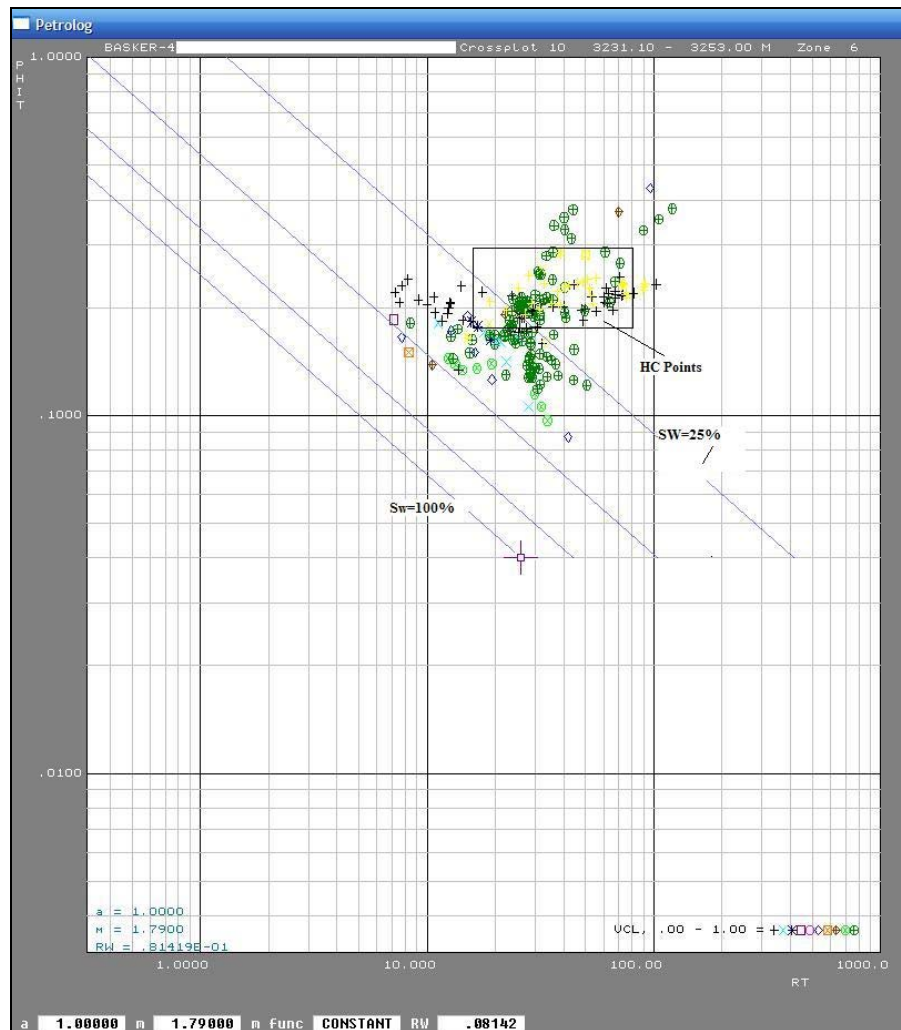 Petrolog
BASKER-4 Crossplot 10 3231.10 - 3253.00 M Zone 6
PHIT
1.0000
.1000
.0100
HC Points
SW=25%
Sw=100%
a = 1.0000
M = 1.7900
RW = .81419E-01
VCL, .00 - 1.00 =
1.0000 10.000 100.00 1000.0
RT
a 1.00000 m 1.79000 m func CONSTANT RW .08142